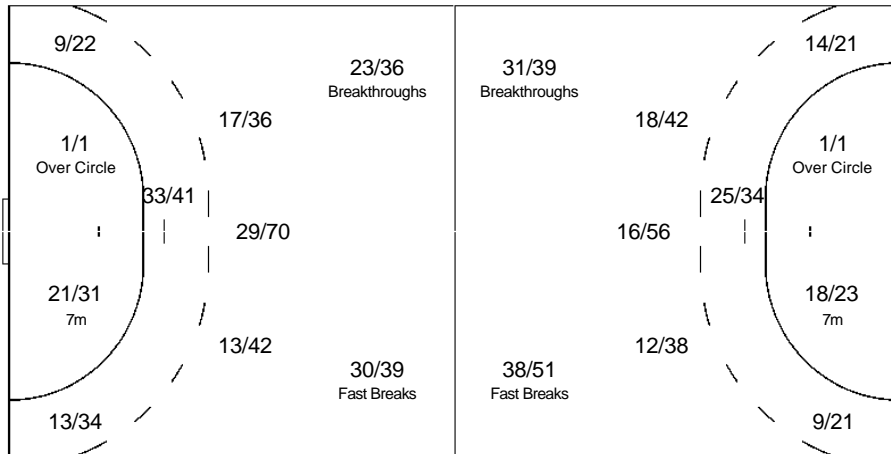 9/22
14/21
23/36
Breakthroughs
31/39
Breakthroughs
17/36
18/42
1/1
Over Circle
1/1
Over Circle
33/41
25/34
29/70
16/56
21/31
7m
18/23
7m
13/42
12/38
30/39
Fast Breaks
38/51
Fast Breaks
13/34
9/21